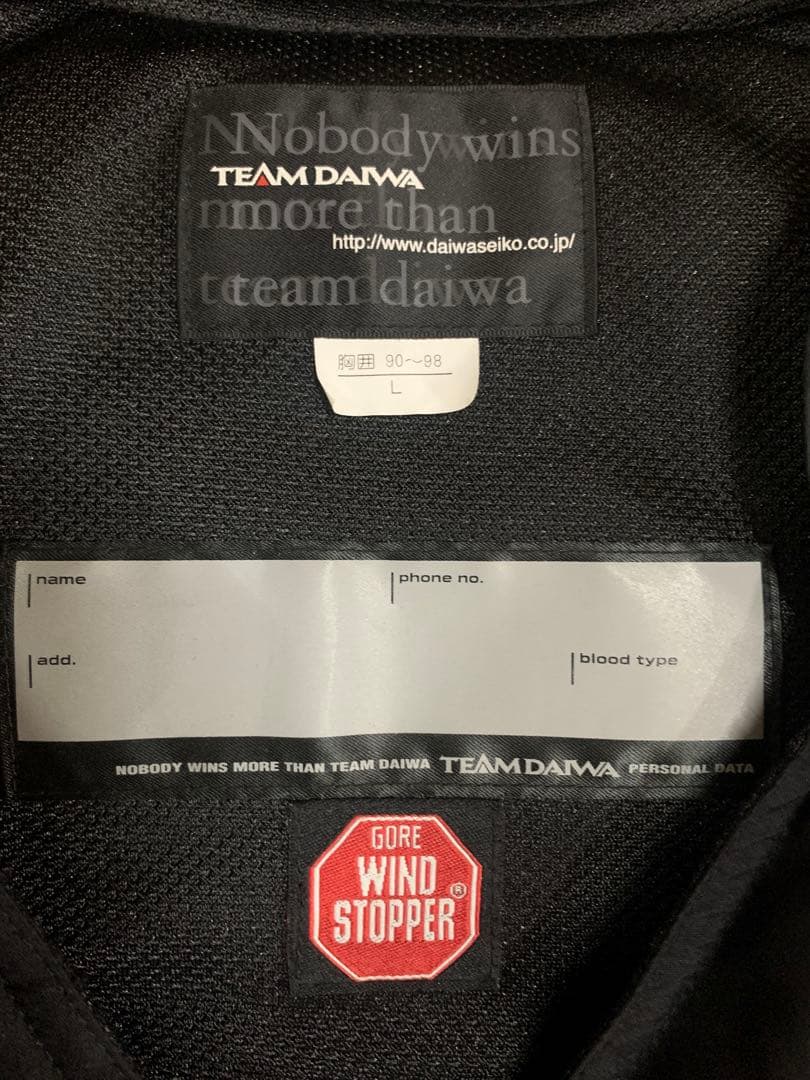 Nobody wins
TEAM DAIWA
more than
http://www.daiwaseiko.co.jp/
team daiwa
胸囲 90〜98
L
name
phone no.
add.
blood type
NOBODY WINS MORE THAN TEAM DAIWA TEAM DAIWA PERSONAL DATA
GORE
WIND
STOPPER®